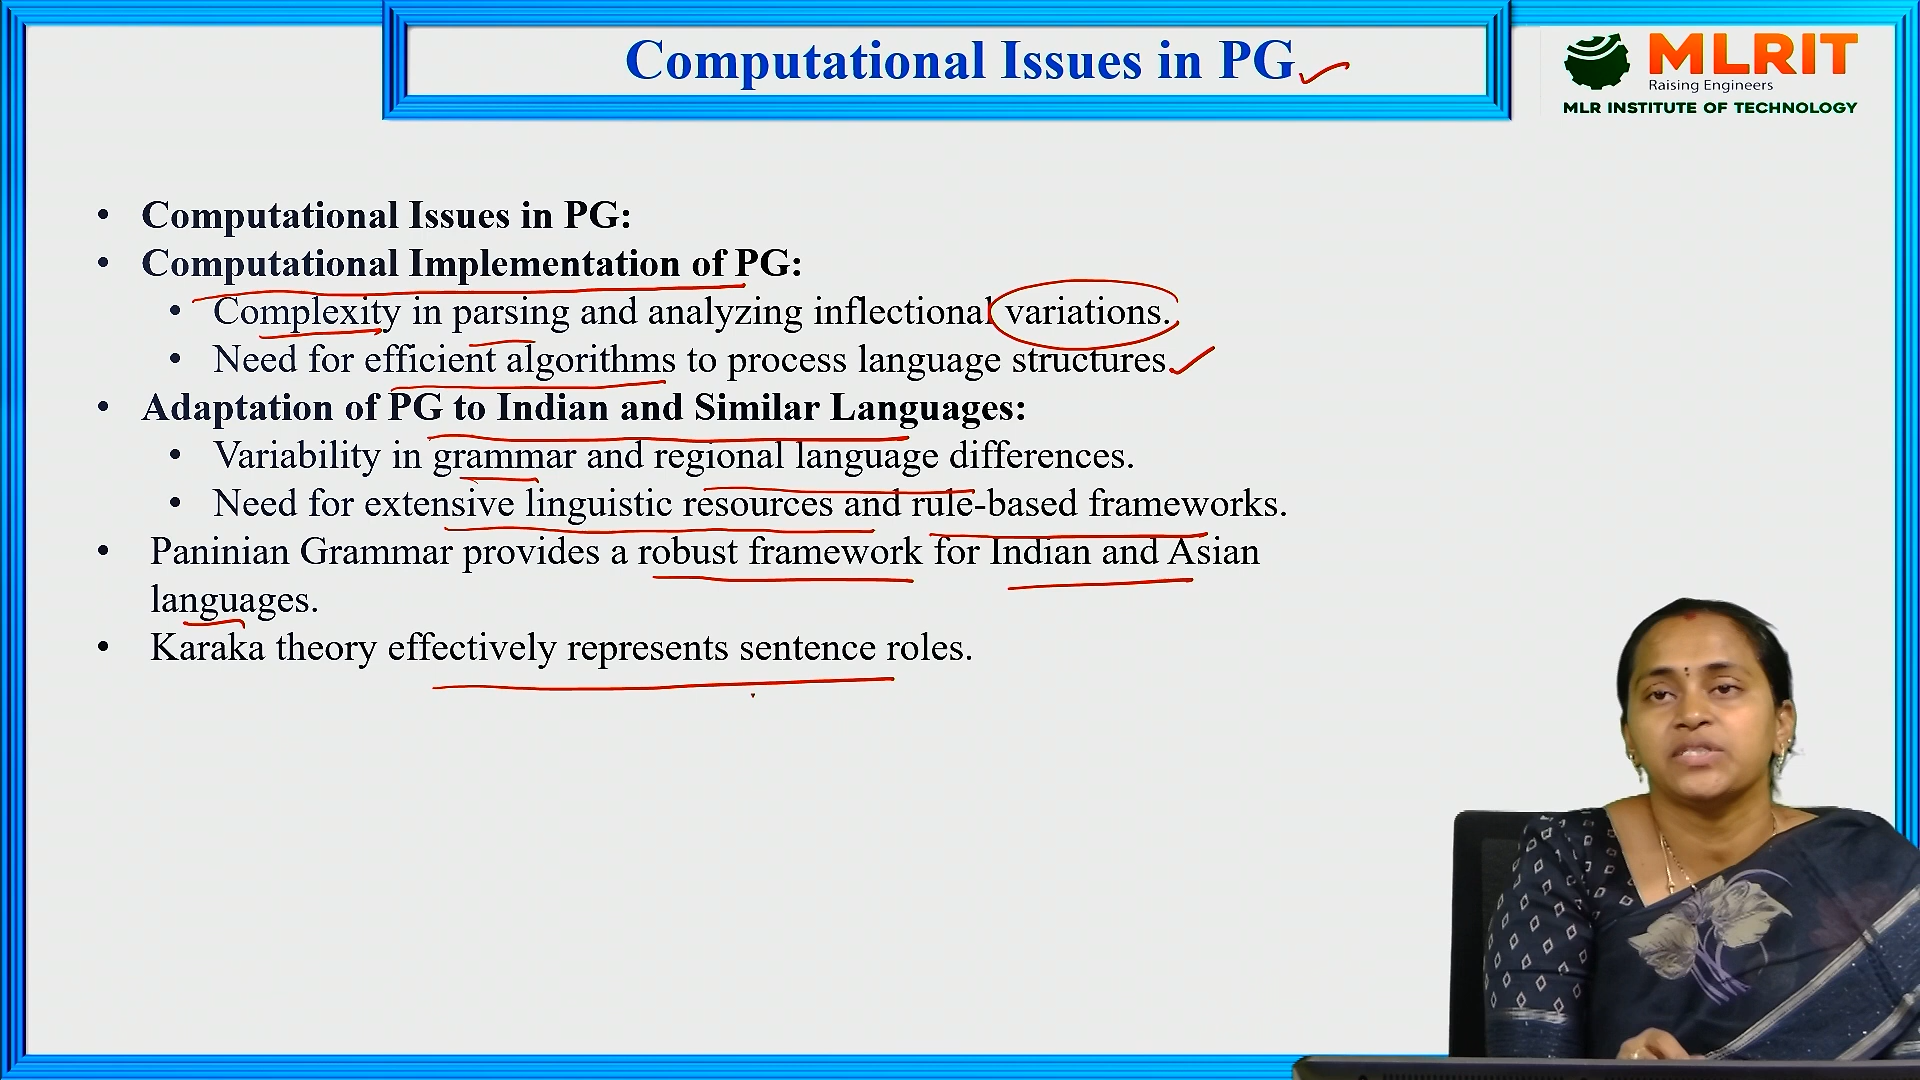 Computational Issues in PG
MLRIT
Raising Engineers
MLR INSTITUTE OF TECHNOLOGY
• Computational Issues in PG:
• Computational Implementation of PG:
• Complexity in parsing and analyzing inflectional variations.
• Need for efficient algorithms to process language structures.
• Adaptation of PG to Indian and Similar Languages:
• Variability in grammar and regional language differences.
• Need for extensive linguistic resources and rule-based frameworks.
• Paninian Grammar provides a robust framework for Indian and Asian
languages.
• Karaka theory effectively represents sentence roles.